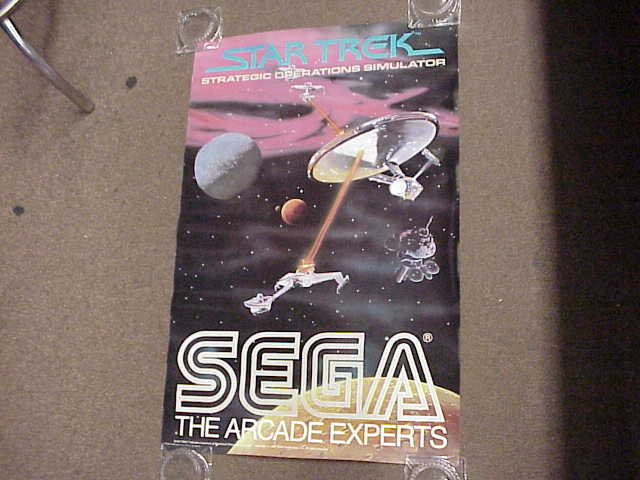 STAR TREK
STRATEGIC OPERATIONS SIMULATOR
SEGA®
THE ARCADE EXPERTS